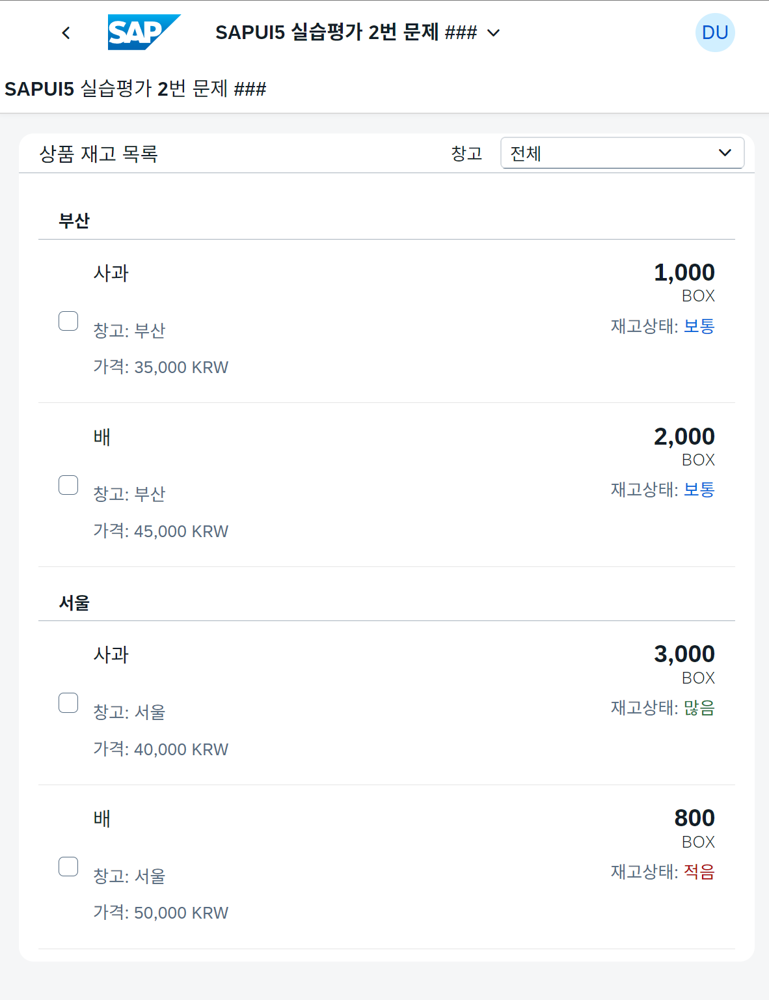 SAP SAPUI5 실습평가 2번 문제 ### DU
SAPUI5 실습평가 2번 문제 ###
상품 재고 목록 창고 전체
부산
사과 1,000
BOX
창고: 부산 재고상태: 보통
가격: 35,000 KRW
배 2,000
BOX
창고: 부산 재고상태: 보통
가격: 45,000 KRW
서울
사과 3,000
BOX
창고: 서울 재고상태: 많음
가격: 40,000 KRW
배 800
BOX
창고: 서울 재고상태: 적음
가격: 50,000 KRW